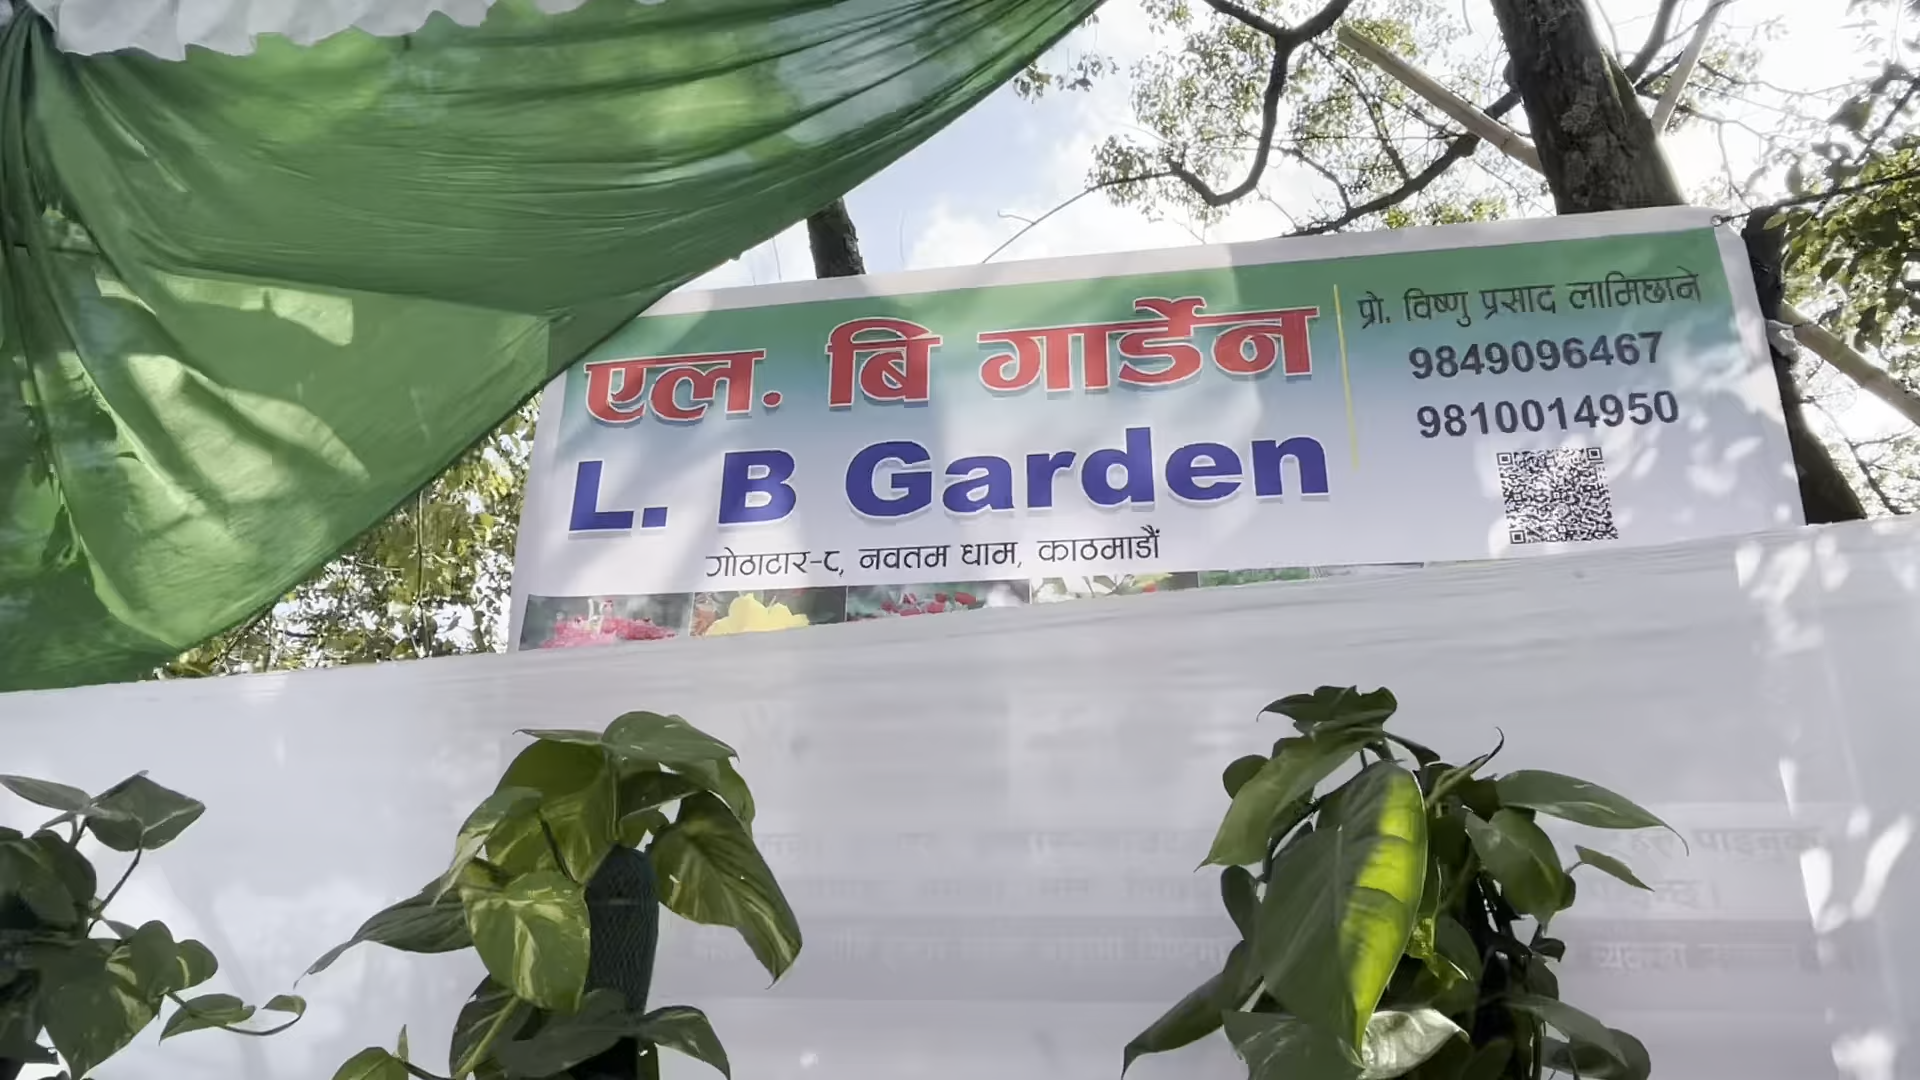 एल. बि गार्डेन
L. B Garden
गोठाटार-८, नवतम धाम, काठमाडौं
प्रो. विष्णु प्रसाद लामिछाने
9849096467
9810014950